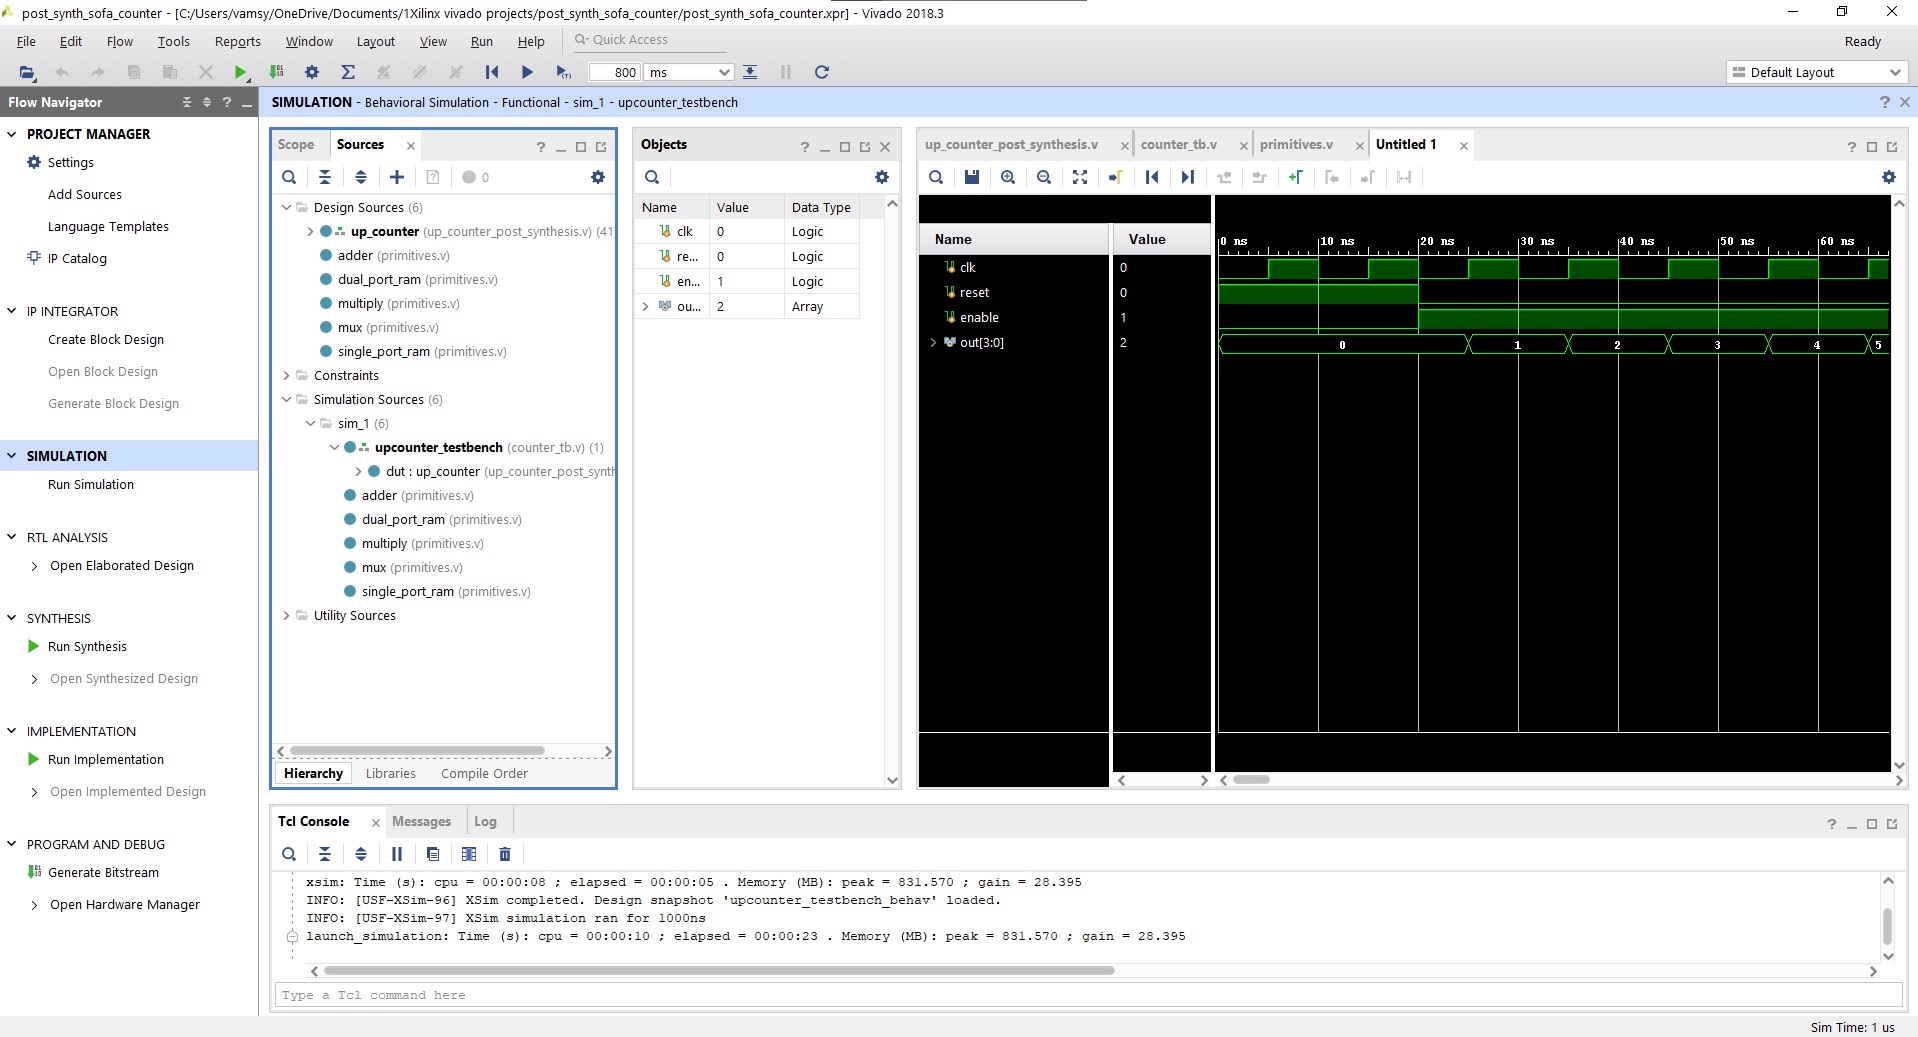 post_synth_sofa_counter - [C:/Users/vamsy/OneDrive/Documents/1Xilinx vivado projects/post_synth_sofa_counter/post_synth_sofa_counter.xpr] - Vivado 2018.3
File Edit Flow Tools Reports Window Layout View Run Help Quick Access Ready
800 ms Default Layout
Flow Navigator
PROJECT MANAGER
Settings
Add Sources
Language Templates
IP Catalog
IP INTEGRATOR
Create Block Design
Open Block Design
Generate Block Design
SIMULATION
Run Simulation
RTL ANALYSIS
Open Elaborated Design
SYNTHESIS
Run Synthesis
Open Synthesized Design
IMPLEMENTATION
Run Implementation
Open Implemented Design
PROGRAM AND DEBUG
Generate Bitstream
Open Hardware Manager
SIMULATION - Behavioral Simulation - Functional - sim_1 - upcounter_testbench
Scope Sources
0
Design Sources (6)
up_counter (up_counter_post_synthesis.v) (41
adder (primitives.v)
dual_port_ram (primitives.v)
multiply (primitives.v)
mux (primitives.v)
single_port_ram (primitives.v)
Constraints
Simulation Sources (6)
sim_1 (6)
upcounter_testbench (counter_tb.v) (1)
dut : up_counter (up_counter_post_synth
adder (primitives.v)
dual_port_ram (primitives.v)
multiply (primitives.v)
mux (primitives.v)
single_port_ram (primitives.v)
Utility Sources
Hierarchy Libraries Compile Order
Objects
Name Value Data Type
clk 0 Logic
re... 0 Logic
en... 1 Logic
ou... 2 Array
up_counter_post_synthesis.v counter_tb.v primitives.v Untitled 1
Name Value
clk 0
reset 0
enable 1
out[3:0] 2
0 ns 10 ns 20 ns 30 ns 40 ns 50 ns 60 ns
0 1 2 3 4 5
Tcl Console Messages Log
xsim: Time (s): cpu = 00:00:08 ; elapsed = 00:00:05 . Memory (MB): peak = 831.570 ; gain = 28.395
INFO: [USF-XSim-96] XSim completed. Design snapshot 'upcounter_testbench_behav' loaded.
INFO: [USF-XSim-97] XSim simulation ran for 1000ns
launch_simulation: Time (s): cpu = 00:00:10 ; elapsed = 00:00:23 . Memory (MB): peak = 831.570 ; gain = 28.395
Type a Tcl command here
Sim Time: 1 us